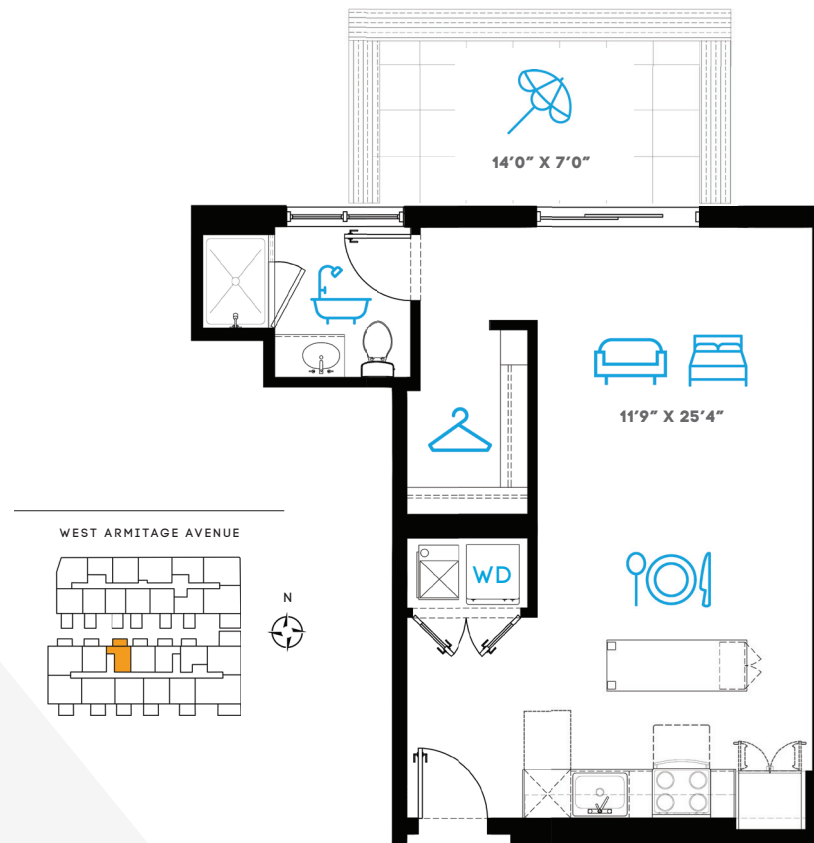 14'0" X 7'0"
11'9" X 25'4"
WEST ARMITAGE AVENUE
N
WD